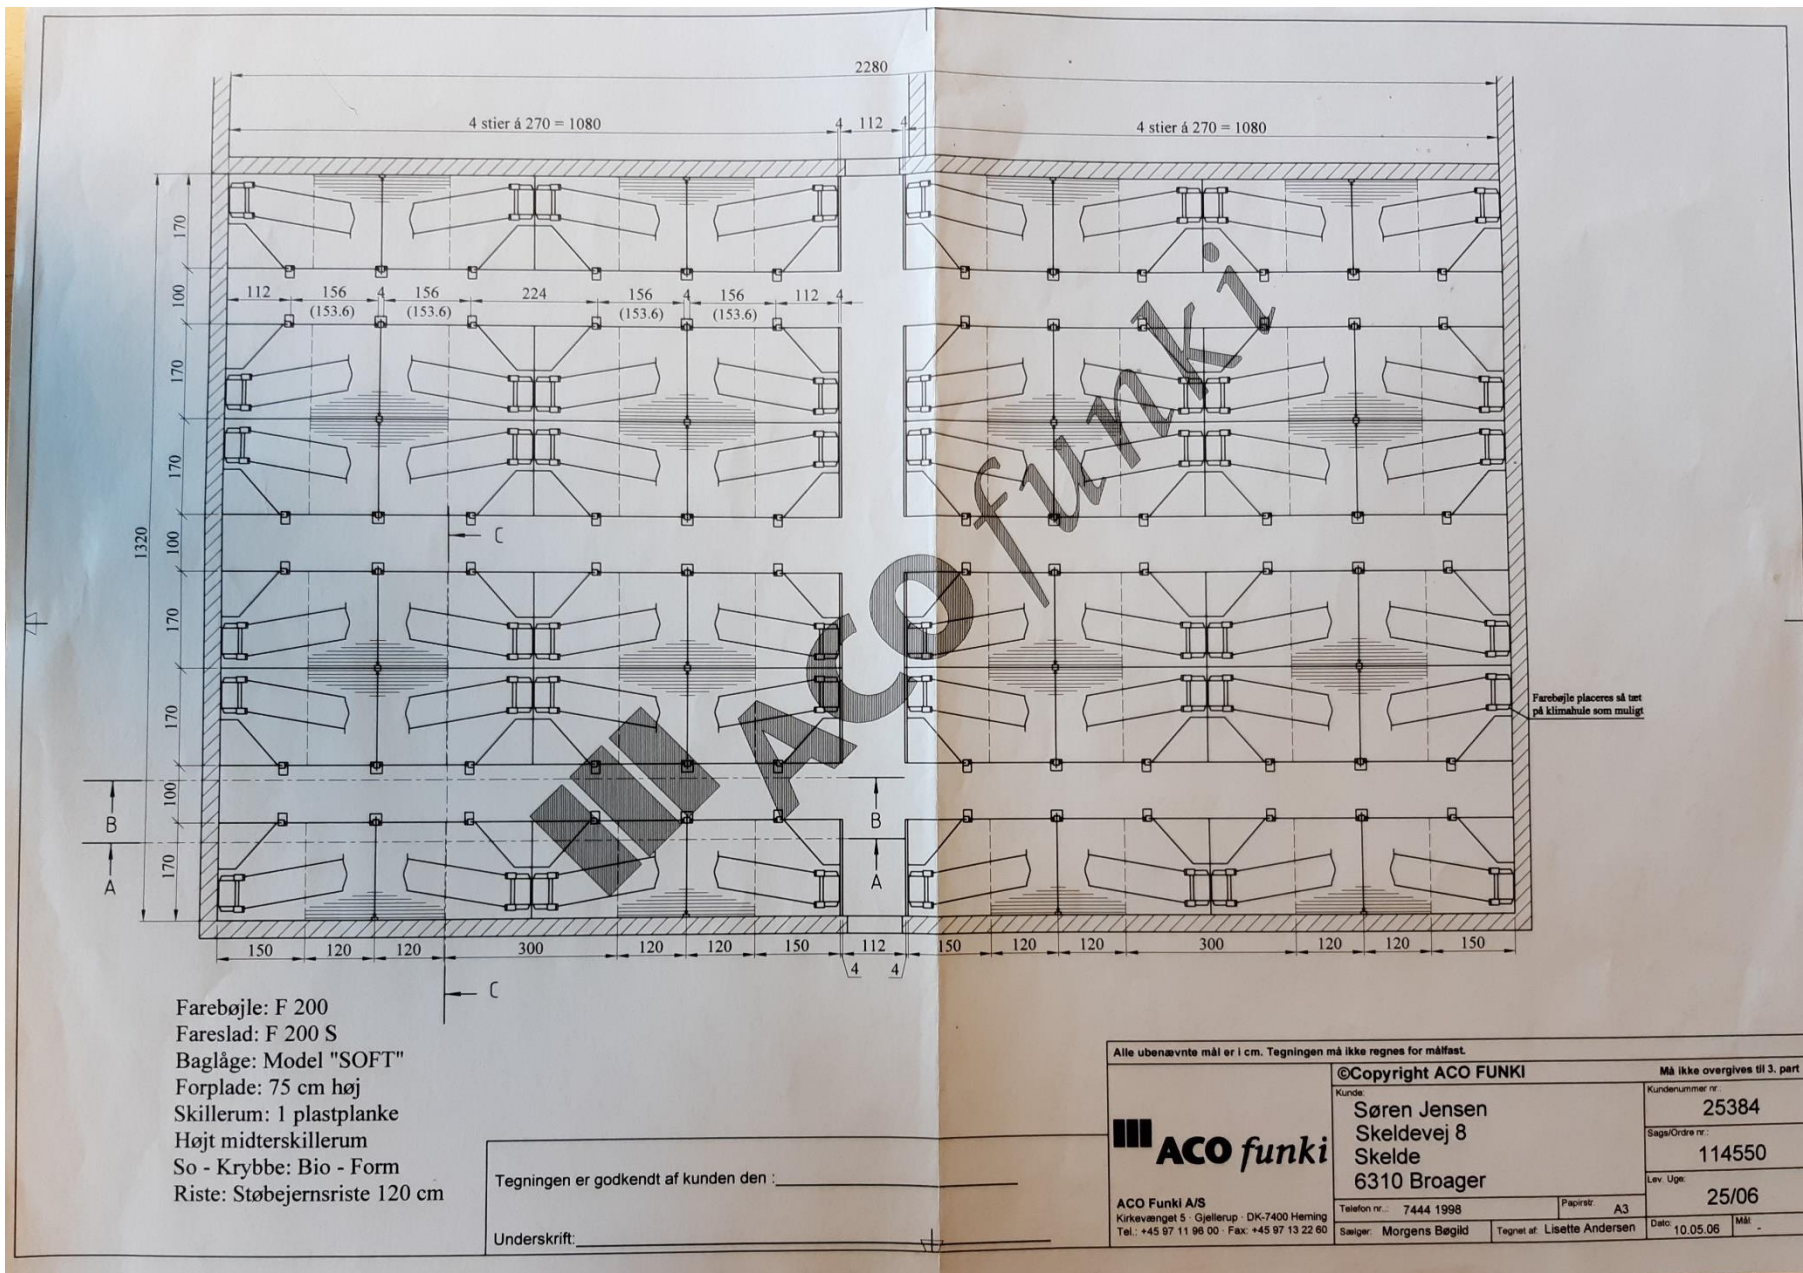 2280
4 stier á 270 = 1080
4
112
4
4 stier á 270 = 1080
170
100
112
156
4
156
224
156
4
156
112
4
(153.6)
(153.6)
(153.6)
(153.6)
170
170
1320
100
C
170
170
Farebøjle placeres så tæt
på klimahule som muligt
100
B
B
A
A
170
150
120
120
300
120
120
150
112
150
120
120
300
120
120
150
4
4
C
ACO funki
Farebøjle: F 200
Fareslad: F 200 S
Baglåge: Model "SOFT"
Forplade: 75 cm høj
Skillerum: 1 plastplanke
Højt midterskillerum
So - Krybbe: Bio - Form
Riste: Støbejernsriste 120 cm
Tegningen er godkendt af kunden den :
Underskrift:
Alle ubenævnte mål er i cm. Tegningen må ikke regnes for målfast.
©Copyright ACO FUNKI
Må ikke overgives til 3. part
Kunde:
Søren Jensen
Skeldevej 8
Skelde
6310 Broager
Kundenummer nr.:
25384
Sags/Ordre nr.:
114550
Lev. Uge:
25/06
ACO funki
ACO Funki A/S
Kirkevænget 5 · Gjellerup · DK-7400 Herning
Tel.: +45 97 11 96 00 · Fax: +45 97 13 22 60
Telefon nr.: 7444 1998
Papirstr. A3
Sælger: Morgens Bøgild
Tegnet af: Lisette Andersen
Dato: 10.05.06
Mål: -